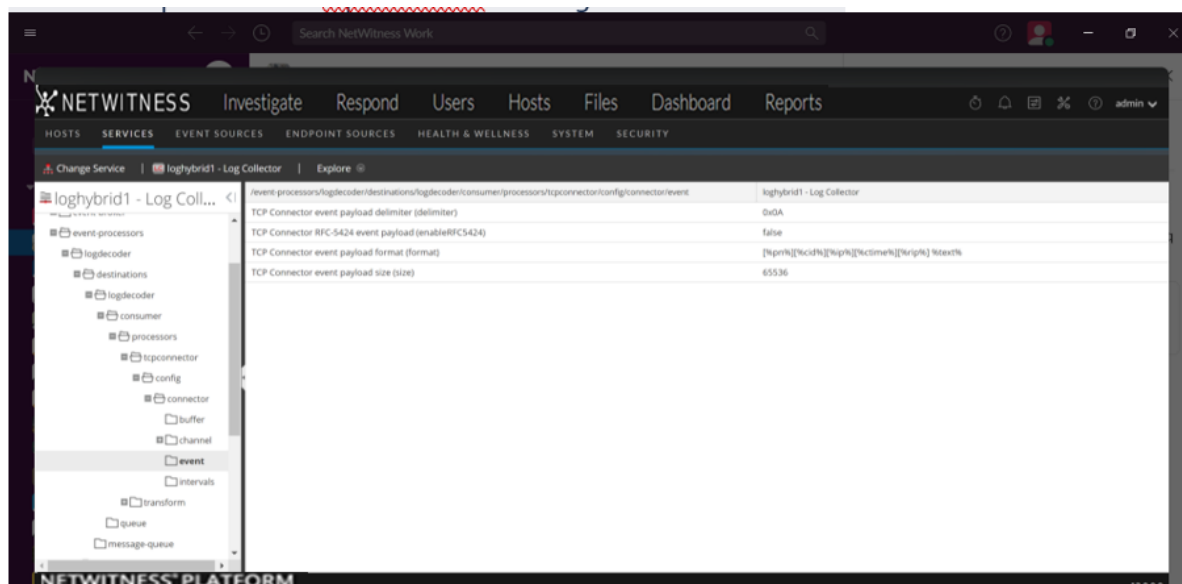 Search NetWitness Work
NETWITNESS Investigate Respond Users Hosts Files Dashboard Reports admin
HOSTS SERVICES EVENT SOURCES ENDPOINT SOURCES HEALTH & WELLNESS SYSTEM SECURITY
Change Service | loghybrid1 - Log Collector | Explore
loghybrid1 - Log Coll...
/event-processors/logdecoder/destinations/logdecoder/consumer/processors/tcpconnector/config/connector/event loghybrid1 - Log Collector
TCP Connector event payload delimiter (delimiter) 0x0A
TCP Connector RFC-5424 event payload (enableRFC5424) false
TCP Connector event payload format (format) [%pn%][%cid%][%ip%][%ctime%][%rip%] %text%
TCP Connector event payload size (size) 65536
event-processors
logdecoder
destinations
logdecoder
consumer
processors
tcpconnector
config
connector
buffer
channel
event
intervals
transform
queue
message-queue
NETWITNESS® PLATFORM